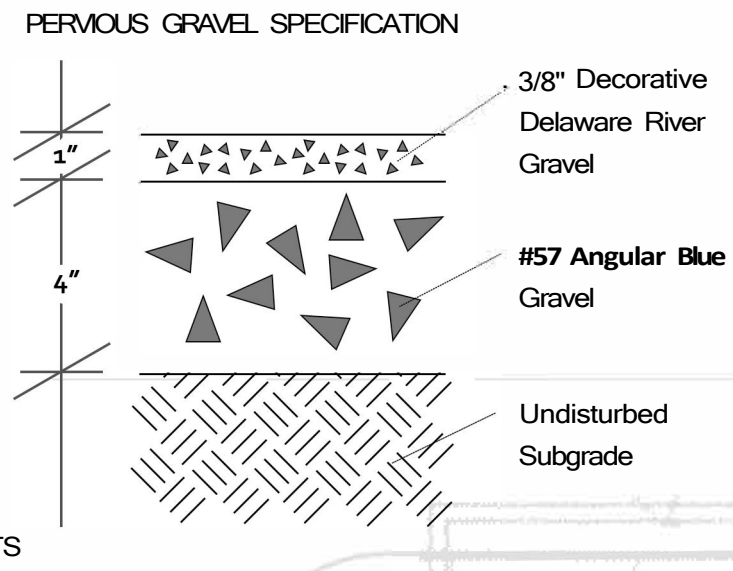 PERVIOUS GRAVEL SPECIFICATION
3/8" Decorative
Delaware River
Gravel
1"
#57 Angular Blue
Gravel
4"
Undisturbed
Subgrade
TS